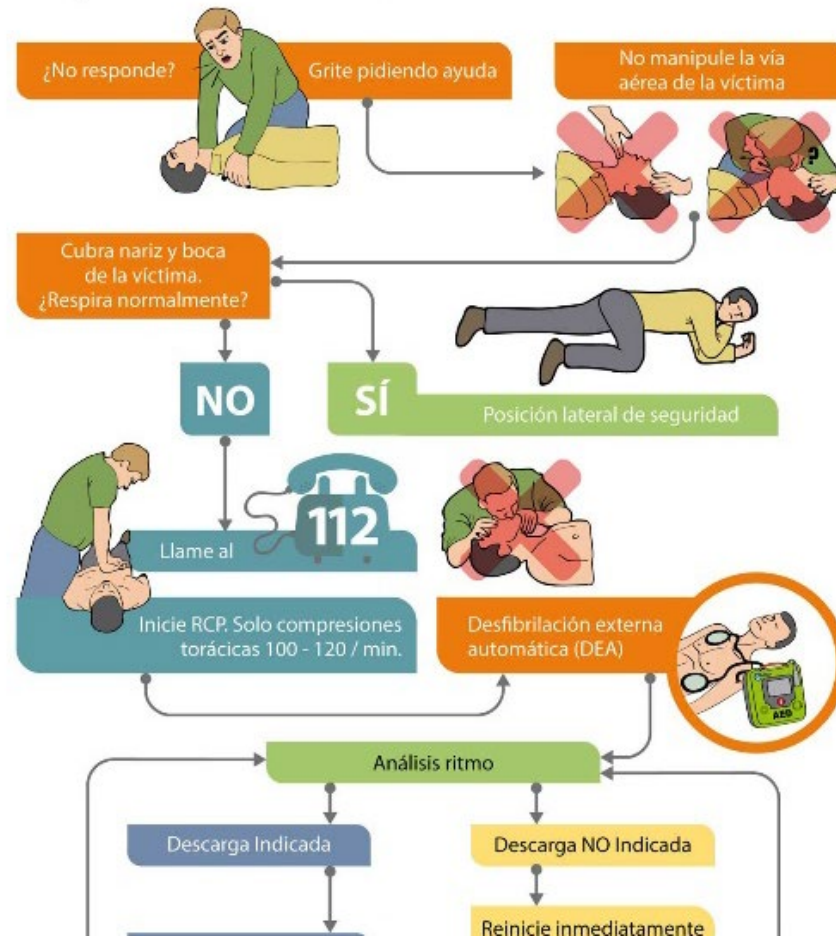 ¿No responde?
Grite pidiendo ayuda
No manipule la vía
aérea de la víctima
?
Cubra nariz y boca
de la víctima.
¿Respira normalmente?
NO
SÍ
Posición lateral de seguridad
Llame al
112
Inicie RCP. Solo compresiones
torácicas 100 - 120 / min.
Desfibrilación externa
automática (DEA)
AED
Análisis ritmo
Descarga Indicada
Descarga NO Indicada
Reinicie inmediatamente